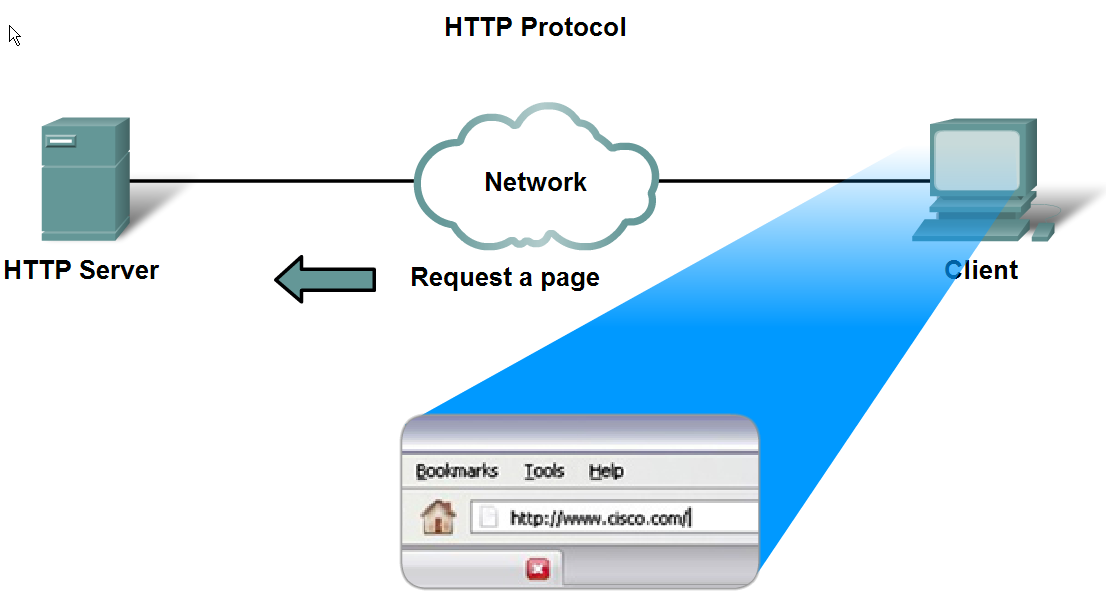 HTTP Protocol
Network
HTTP Server
Request a page
Client
Bookmarks Tools Help
http://www.cisco.com/